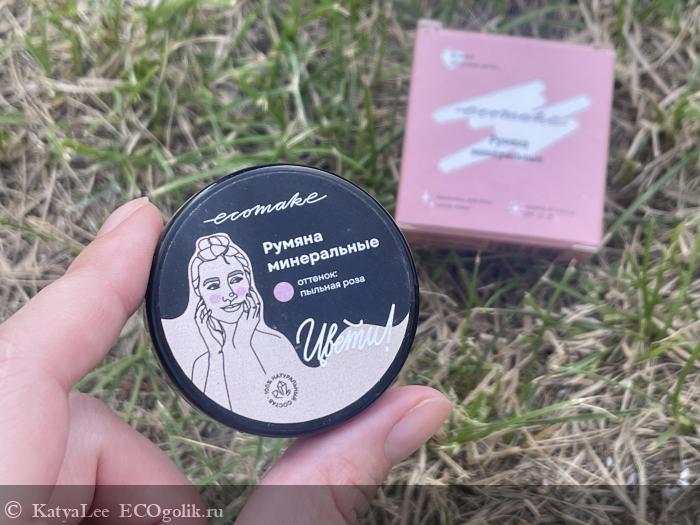 ecomake
Румяна
минеральные
оттенок:
пыльная роза
Цвети!
100% НАТУРАЛЬНЫЙ СОСТАВ
ecomake
Румяна
минеральные
© KatyaLee ECOgolik.ru